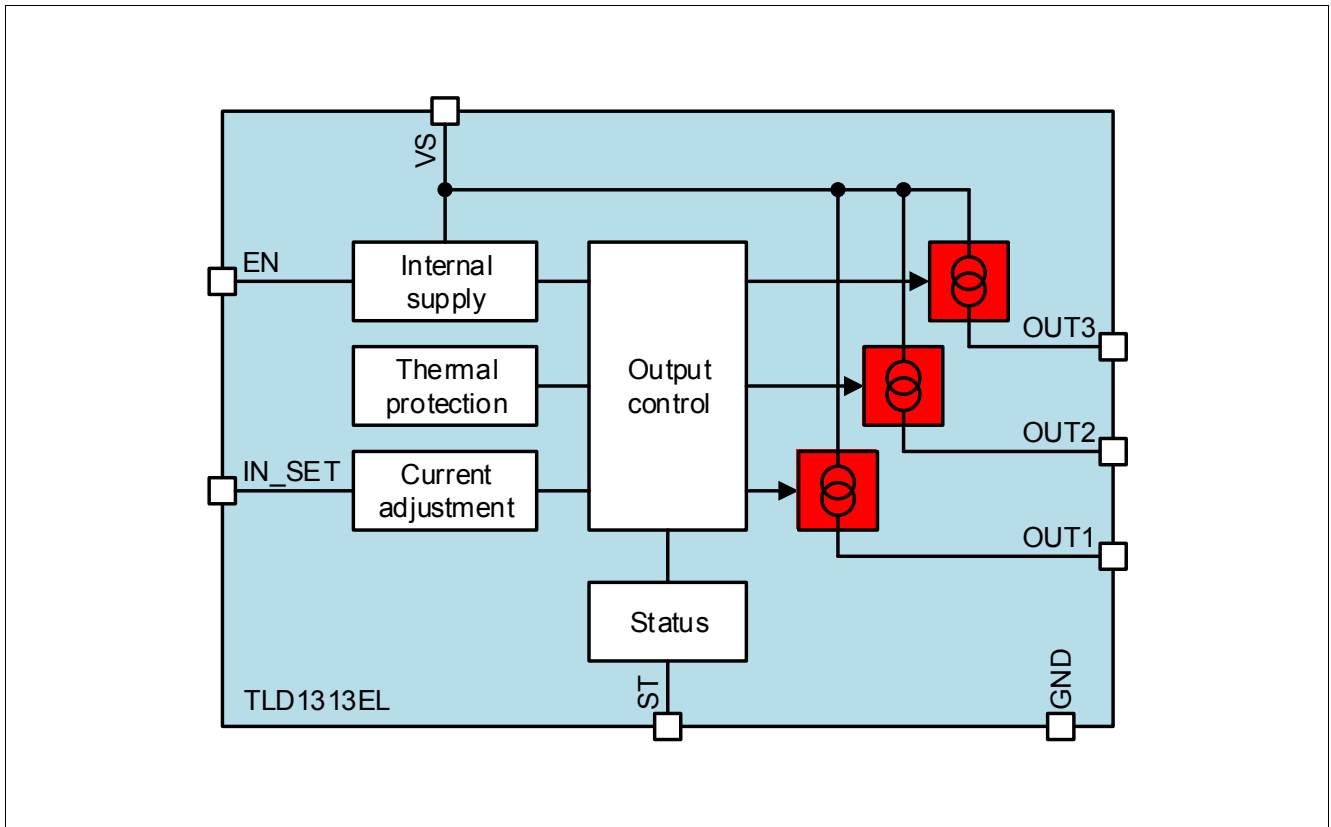 VS
EN
Internal
supply
Thermal
protection
Output
control
IN_SET
Current
adjustment
OUT3
OUT2
OUT1
Status
ST
GND
TLD1313EL